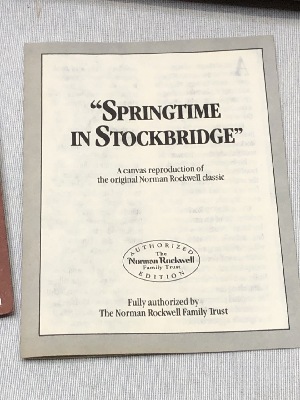 "SPRINGTIME
IN STOCKBRIDGE"
A canvas reproduction of
the original Norman Rockwell classic
AUTHORIZED
The
Norman Rockwell
Family Trust
EDITION
Fully authorized by
The Norman Rockwell Family Trust